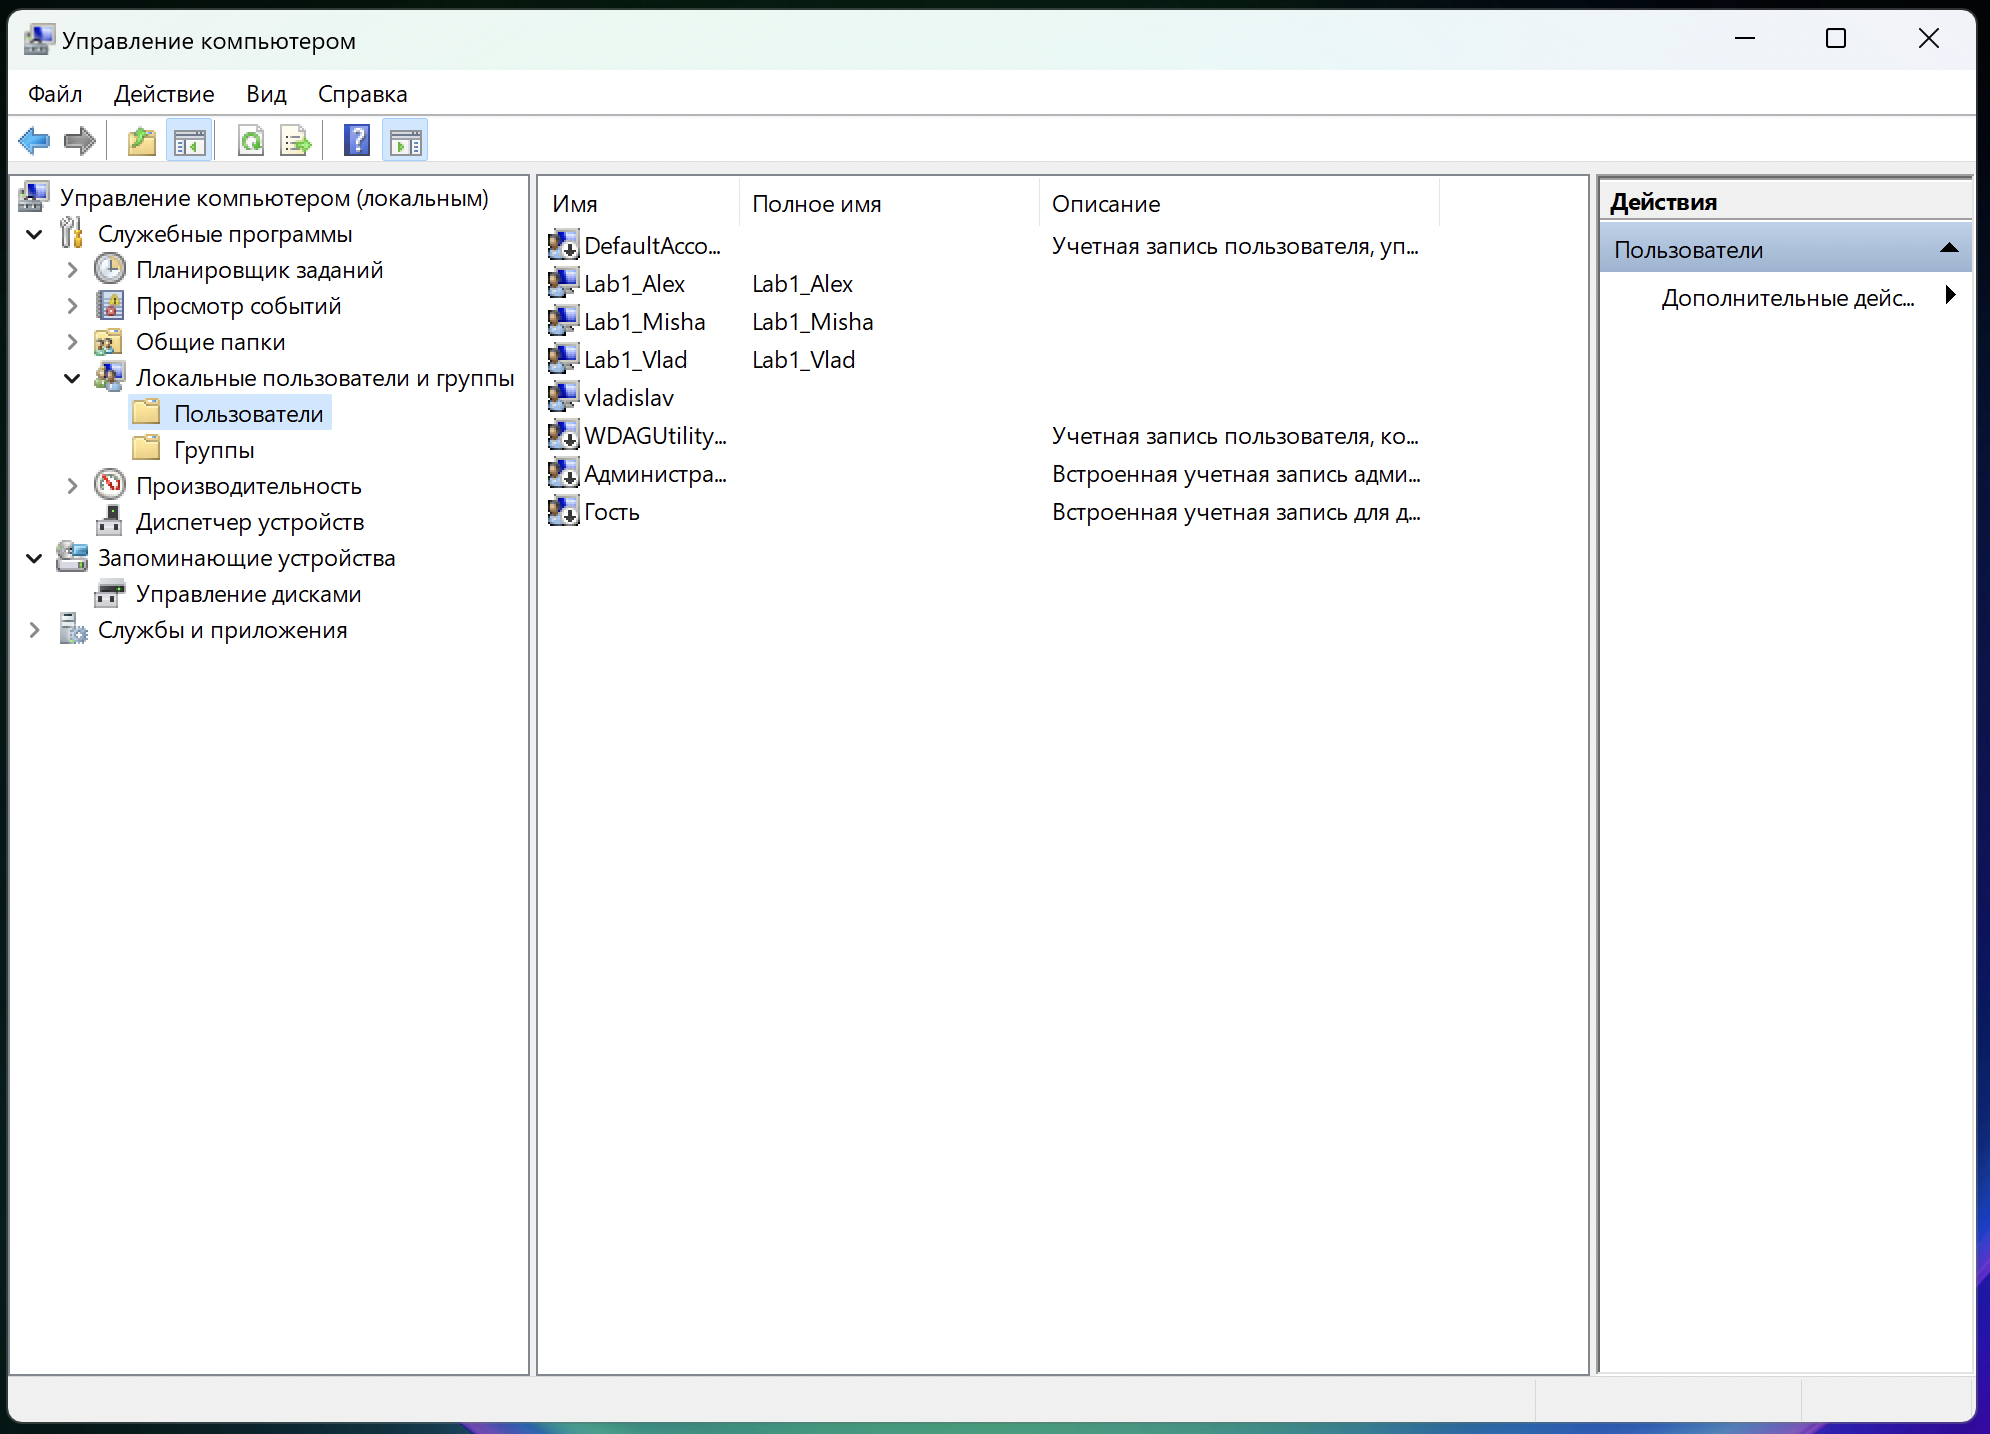 Управление компьютером
Файл Действие Вид Справка
Управление компьютером (локальным)
Служебные программы
Планировщик заданий
Просмотр событий
Общие папки
Локальные пользователи и группы
Пользователи
Группы
Производительность
Диспетчер устройств
Запоминающие устройства
Управление дисками
Службы и приложения
Имя Полное имя Описание
DefaultAcco... Учетная запись пользователя, уп...
Lab1_Alex Lab1_Alex
Lab1_Misha Lab1_Misha
Lab1_Vlad Lab1_Vlad
vladislav
WDAGUtility... Учетная запись пользователя, ко...
Администра... Встроенная учетная запись адми...
Гость Встроенная учетная запись для д...
Действия
Пользователи
Дополнительные дейс...